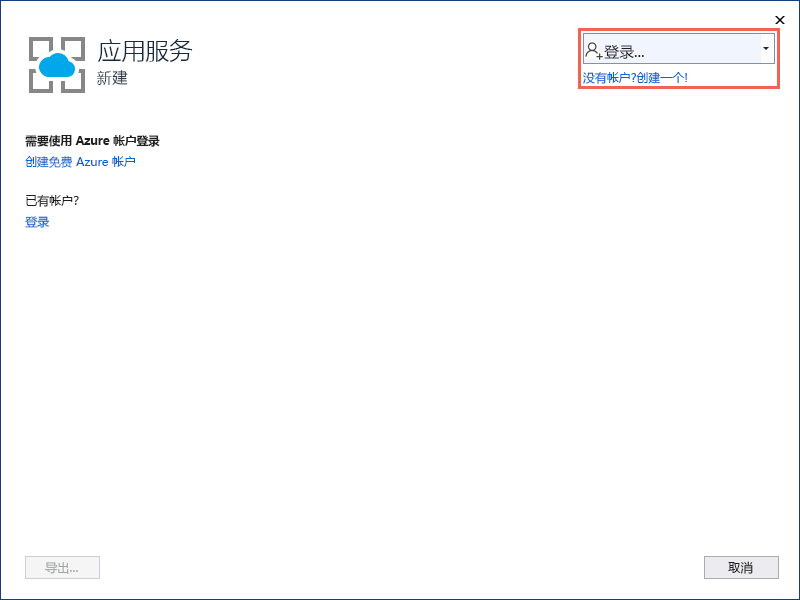 应用服务
新建
登录...
没有帐户?创建一个!
需要使用 Azure 帐户登录
创建免费 Azure 帐户
已有帐户?
登录
导出...
取消